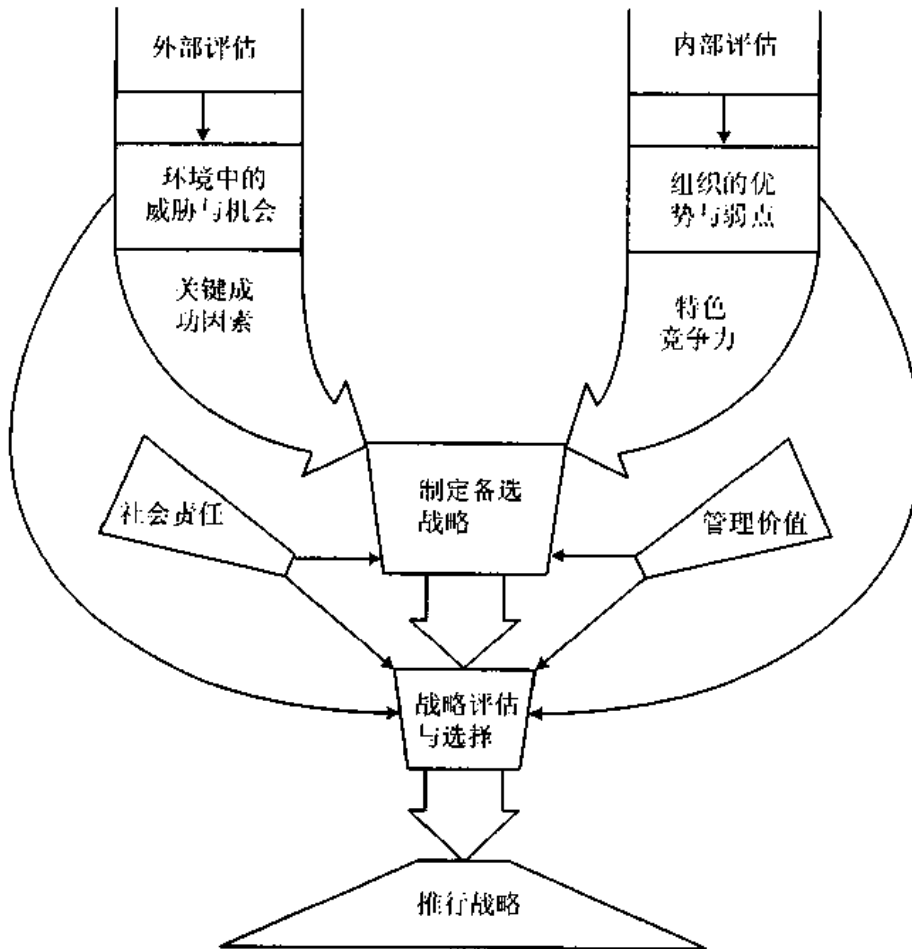 外部评估
内部评估
环境中的
威胁与机会
组织的优
势与弱点
关键成
功因素
特色
竞争力
制定备选
战略
社会责任
管理价值
战略评估
与选择
推行战略